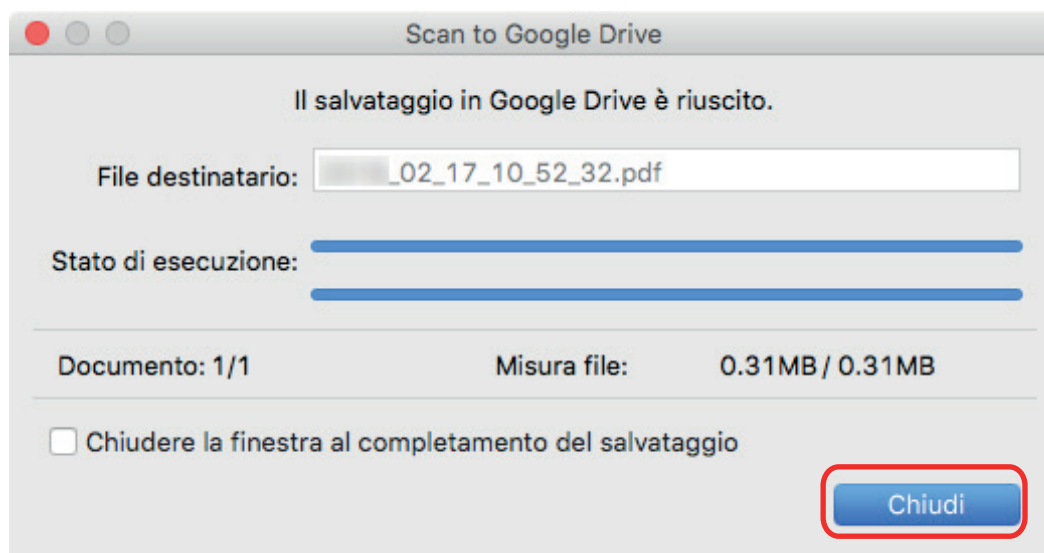 Scan to Google Drive
Il salvataggio in Google Drive è riuscito.
File destinatario: _02_17_10_52_32.pdf
Stato di esecuzione:
Documento: 1/1 Misura file: 0.31MB / 0.31MB
Chiudere la finestra al completamento del salvataggio
Chiudi